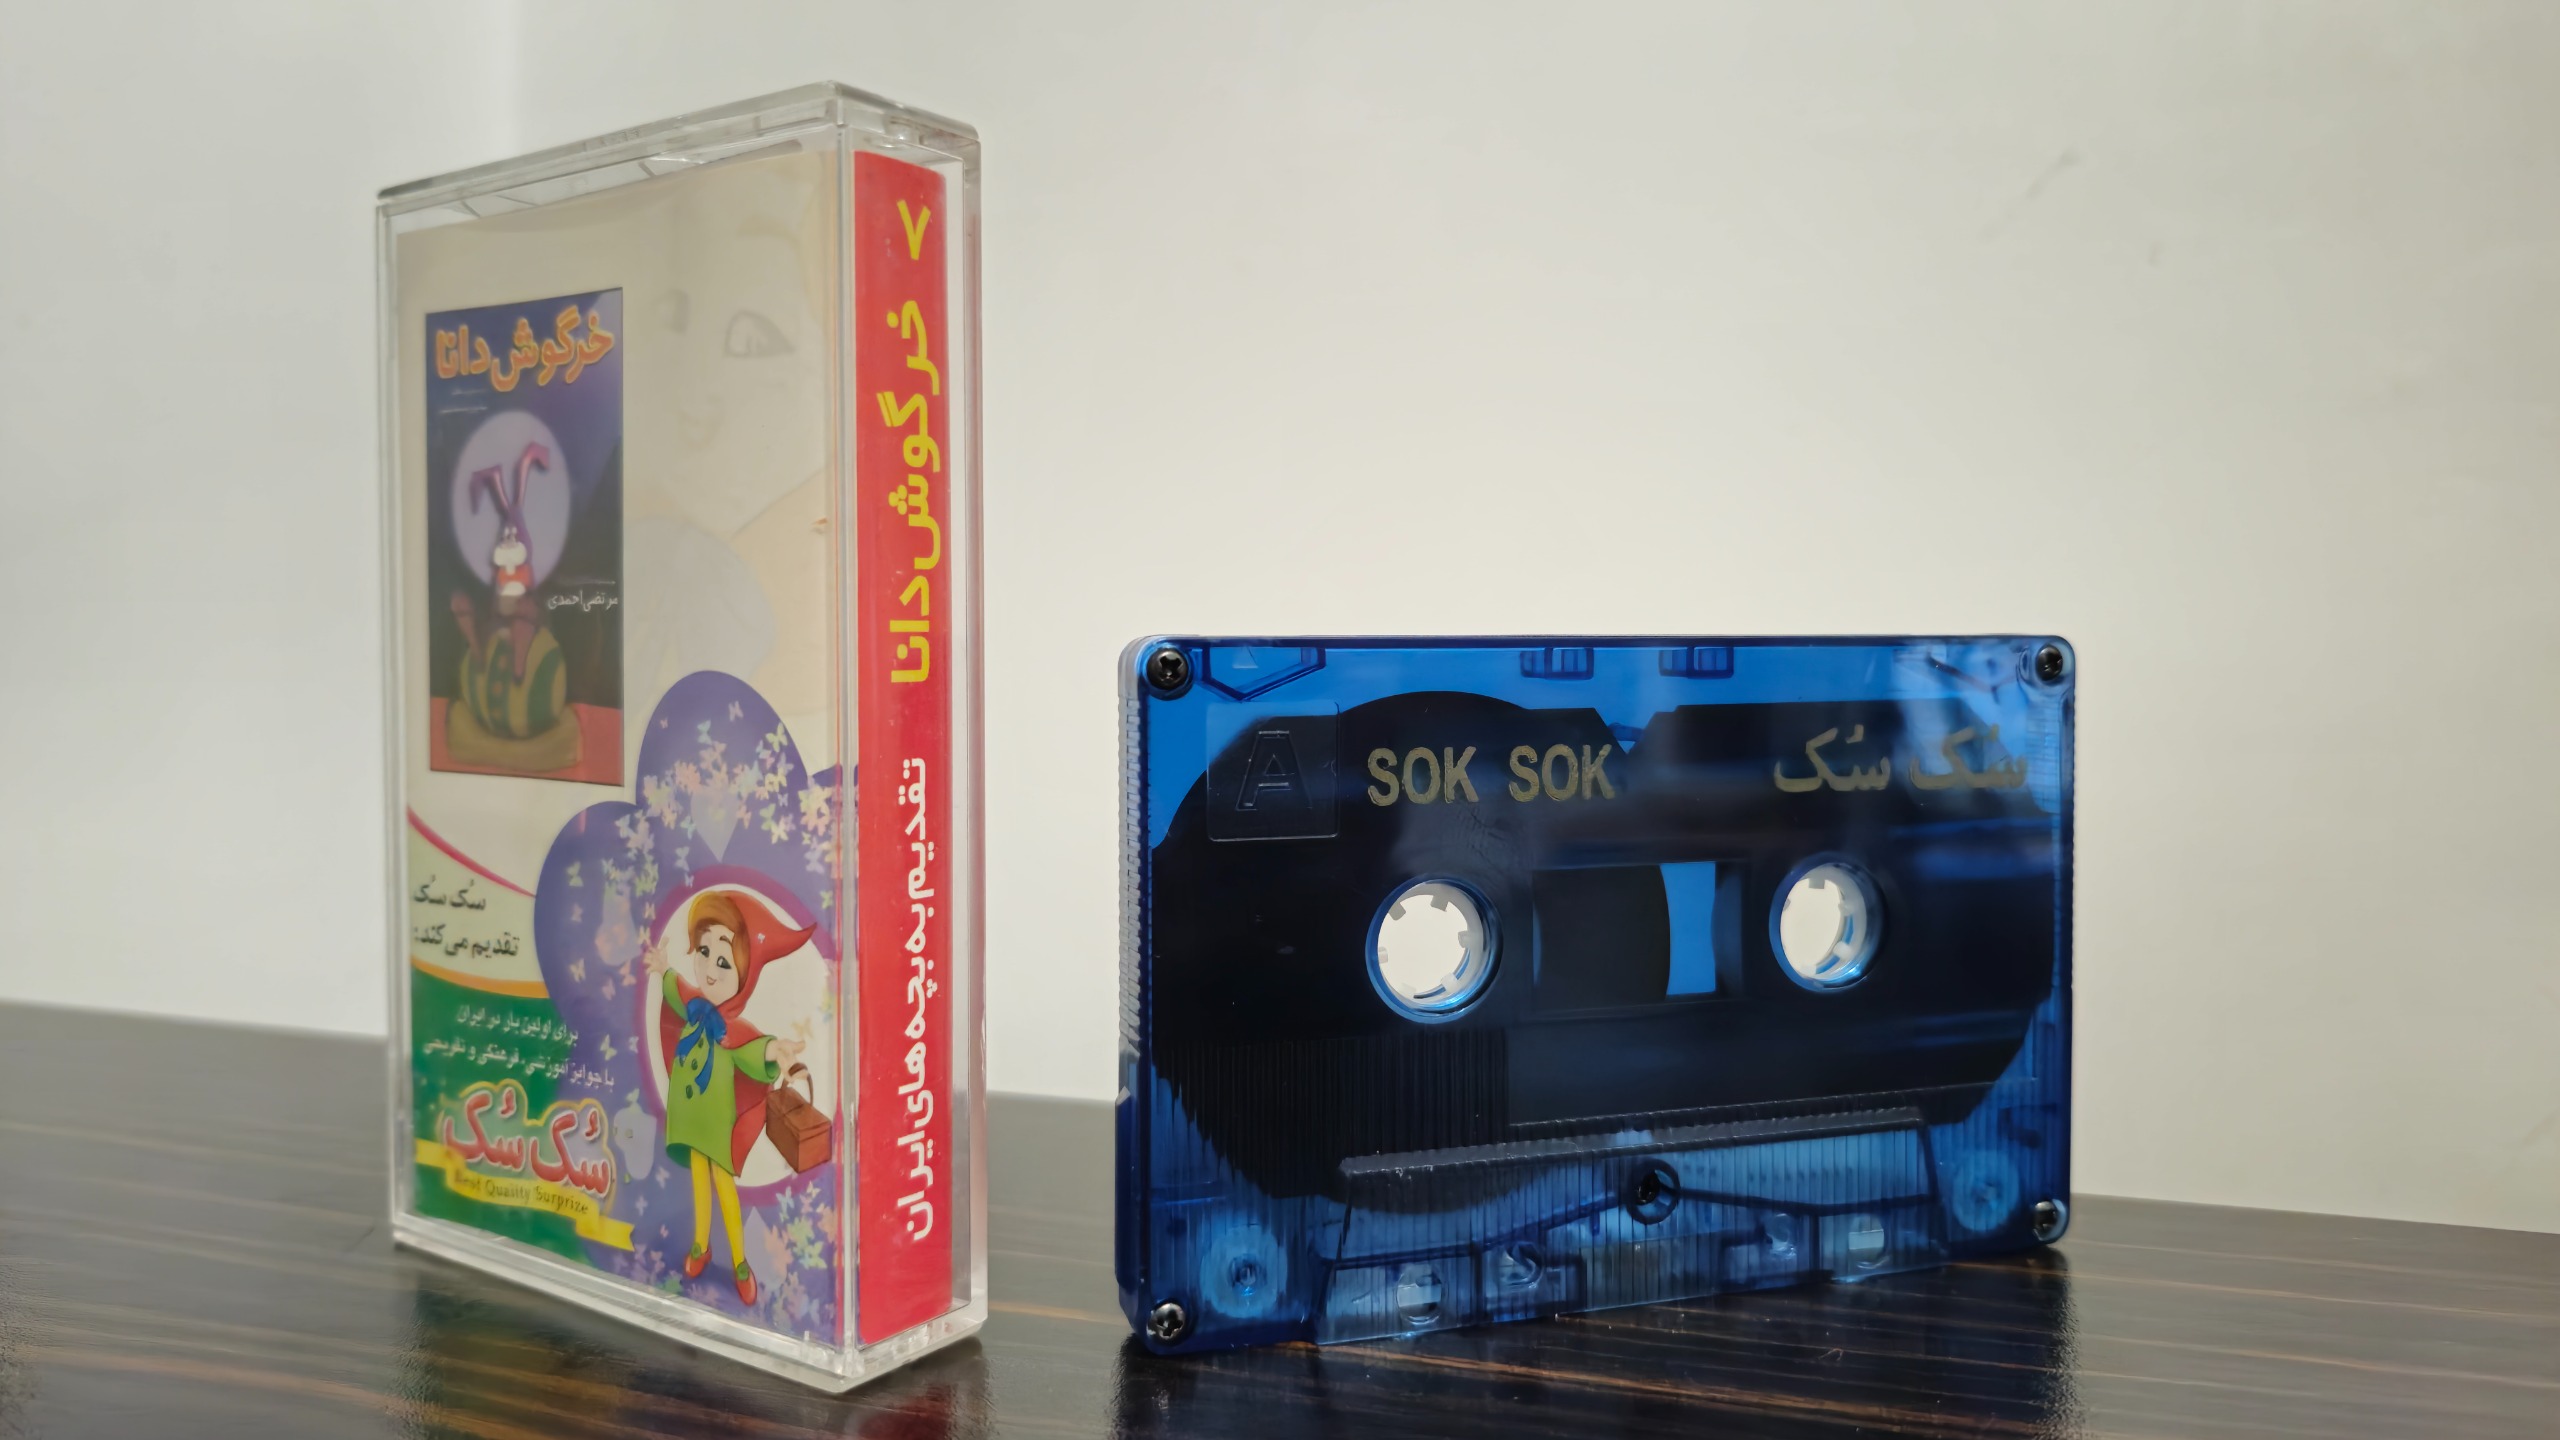 خرگوش دانا
مرتضی احمدی
سُک سُک
تقدیم می‌کند:
برای اولین بار در ایران
با جوایز آموزشی، فرهنگی و تفریحی
سُک سُک
Best Quality Surprize
۷ خرگوش دانا تقدیم به بچه‌های ایران
A SOK SOK سُک سُک